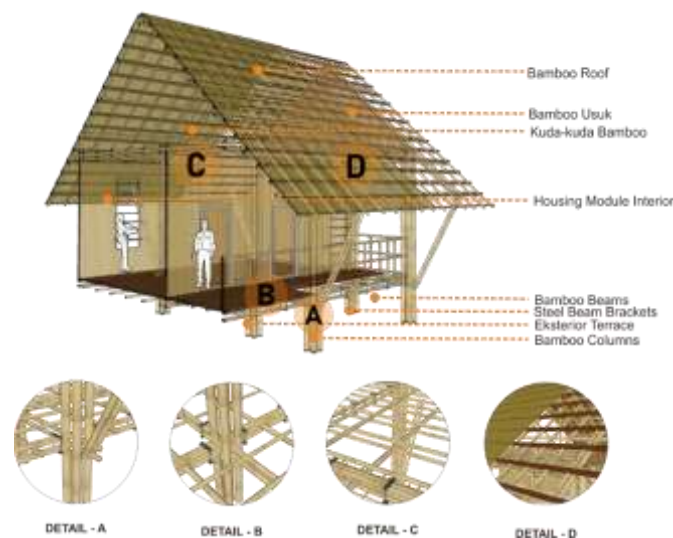 Bamboo Roof
Bamboo Usuk
Kuda-kuda Bamboo
C
D
Housing Module Interior
B
A
Bamboo Beams
Steel Beam Brackets
Eksterior Terrace
Bamboo Columns
DETAIL - A
DETAIL - B
DETAIL - C
DETAIL - D